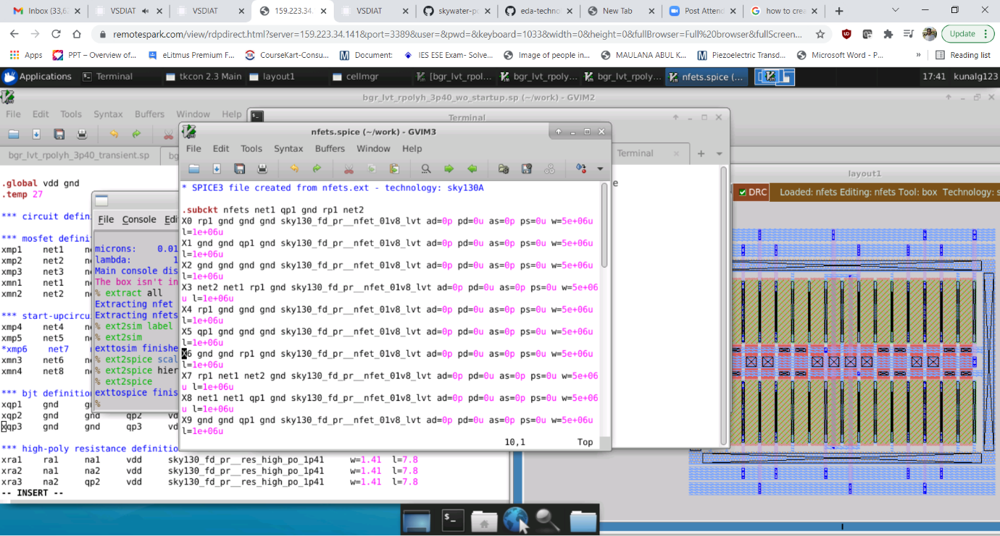 Inbox (33,6
VSDIAT
VSDIAT
159.223.34.
VSDIAT
skywater-p
eda-techno
New Tab
Post Attend
how to crea
remotespark.com/view/rdpdirect.html?server=159.223.34.141&port=3389&user=&pwd=&keyboard=1033&width=0&height=0&fullBrowser=Full%20browser&fullScreen...
Update
Apps
PPT – Overview of...
eLitmus Premium F...
CourseKart-Consu...
Document:
IES ESE Exam- Solve...
Image of people in...
MAULANA ABUL K...
Piezoelectric Transd...
Microsoft Word - P...
»
Reading list
Applications
Terminal
tkcon 2.3 Main
layout1
cellmgr
[bgr_lvt_rpol...
bgr_lvt_rpoly...
bgr_lvt_rpoly...
nfets.spice (...
17:41 kunalg123
bgr_lvt_rpolyh_3p40_wo_startup.sp (~/work) - GVIM2
File Edit Tools Syntax Buffers Window Help
bgr_lvt_rpolyh_3p40_transient.sp
bg
.global vdd gnd
.temp 27
*** circuit defin
*** mosfet definit
xmp1 net1 ne
xmp2 net2 ne
xmp3 net3 ne
xmn1 net1 ne
xmn2 net2 ne
*** start-upcircu
xmp4 net4 ne
xmp5 net5 ne
*xmp6 net7 n
xmn3 net6 ne
xmn4 net8 ne
*** bjt definition
xqp1 gnd gn
xqp2 gnd gnd qp2 vd
xqp3 gnd gnd qp3 vd
*** high-poly resistance definitio
xra1 ra1 na1 vdd sky130_fd_pr__res_high_po_1p41 w=1.41 l=7.8
xra2 na1 na2 vdd sky130_fd_pr__res_high_po_1p41 w=1.41 l=7.8
xra3 na2 qp2 vdd sky130_fd_pr__res_high_po_1p41 w=1.41 l=7.8
-- INSERT --
File Console Edi
microns: 0.01
lambda: 1
Main console dis
The box isn't in
% extract all
Extracting nfet
Extracting nfets
% ext2sim label
% ext2sim
exttosim finishe
% ext2spice scal
% ext2spice hier
% ext2spice
exttospice finis
%
Terminal
Terminal
e
nfets.spice (~/work) - GVIM3
File Edit Tools Syntax Buffers Window Help
* SPICE3 file created from nfets.ext - technology: sky130A
.subckt nfets net1 qp1 gnd rp1 net2
X0 rp1 gnd gnd gnd sky130_fd_pr__nfet_01v8_lvt ad=0p pd=0u as=0p ps=0u w=5e+06u
l=1e+06u
X1 gnd gnd qp1 gnd sky130_fd_pr__nfet_01v8_lvt ad=0p pd=0u as=0p ps=0u w=5e+06u
l=1e+06u
X2 gnd gnd gnd gnd sky130_fd_pr__nfet_01v8_lvt ad=0p pd=0u as=0p ps=0u w=5e+06u
l=1e+06u
X3 net2 net1 rp1 gnd sky130_fd_pr__nfet_01v8_lvt ad=0p pd=0u as=0p ps=0u w=5e+06
u l=1e+06u
X4 rp1 gnd gnd gnd sky130_fd_pr__nfet_01v8_lvt ad=0p pd=0u as=0p ps=0u w=5e+06u
l=1e+06u
X5 qp1 gnd gnd gnd sky130_fd_pr__nfet_01v8_lvt ad=0p pd=0u as=0p ps=0u w=5e+06u
l=1e+06u
X6 gnd gnd rp1 gnd sky130_fd_pr__nfet_01v8_lvt ad=0p pd=0u as=0p ps=0u w=5e+06u
l=1e+06u
X7 rp1 net1 net2 gnd sky130_fd_pr__nfet_01v8_lvt ad=0p pd=0u as=0p ps=0u w=5e+06
u l=1e+06u
X8 net1 net1 qp1 gnd sky130_fd_pr__nfet_01v8_lvt ad=0p pd=0u as=0p ps=0u w=5e+06
u l=1e+06u
X9 gnd gnd qp1 gnd sky130_fd_pr__nfet_01v8_lvt ad=0p pd=0u as=0p ps=0u w=5e+06u
l=1e+06u
10,1 Top
layout1
DRC
Loaded: nfets Editing: nfets Tool: box Technology: s